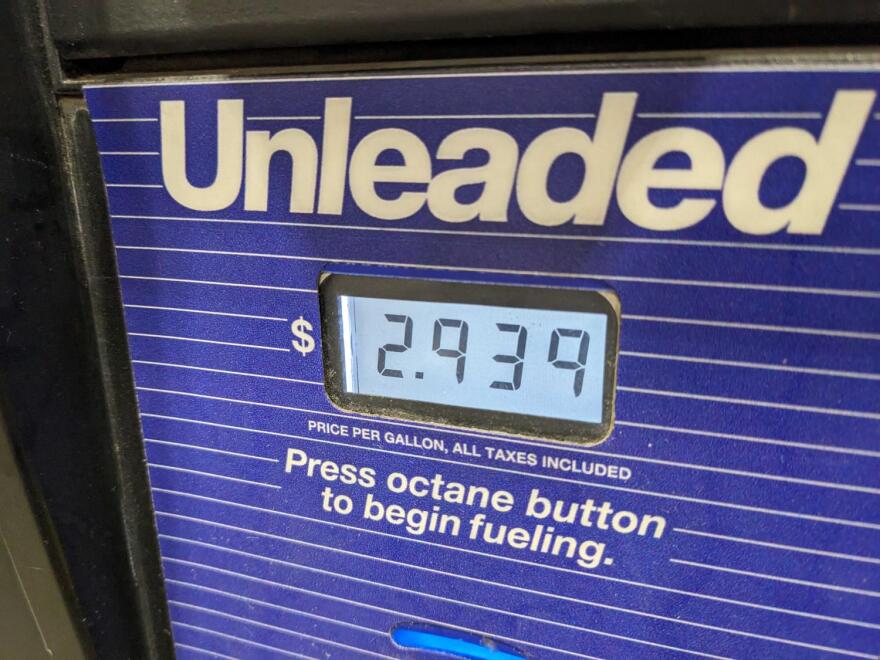 Unleaded
$ 2.939
PRICE PER GALLON, ALL TAXES INCLUDED
Press octane button
to begin fueling.